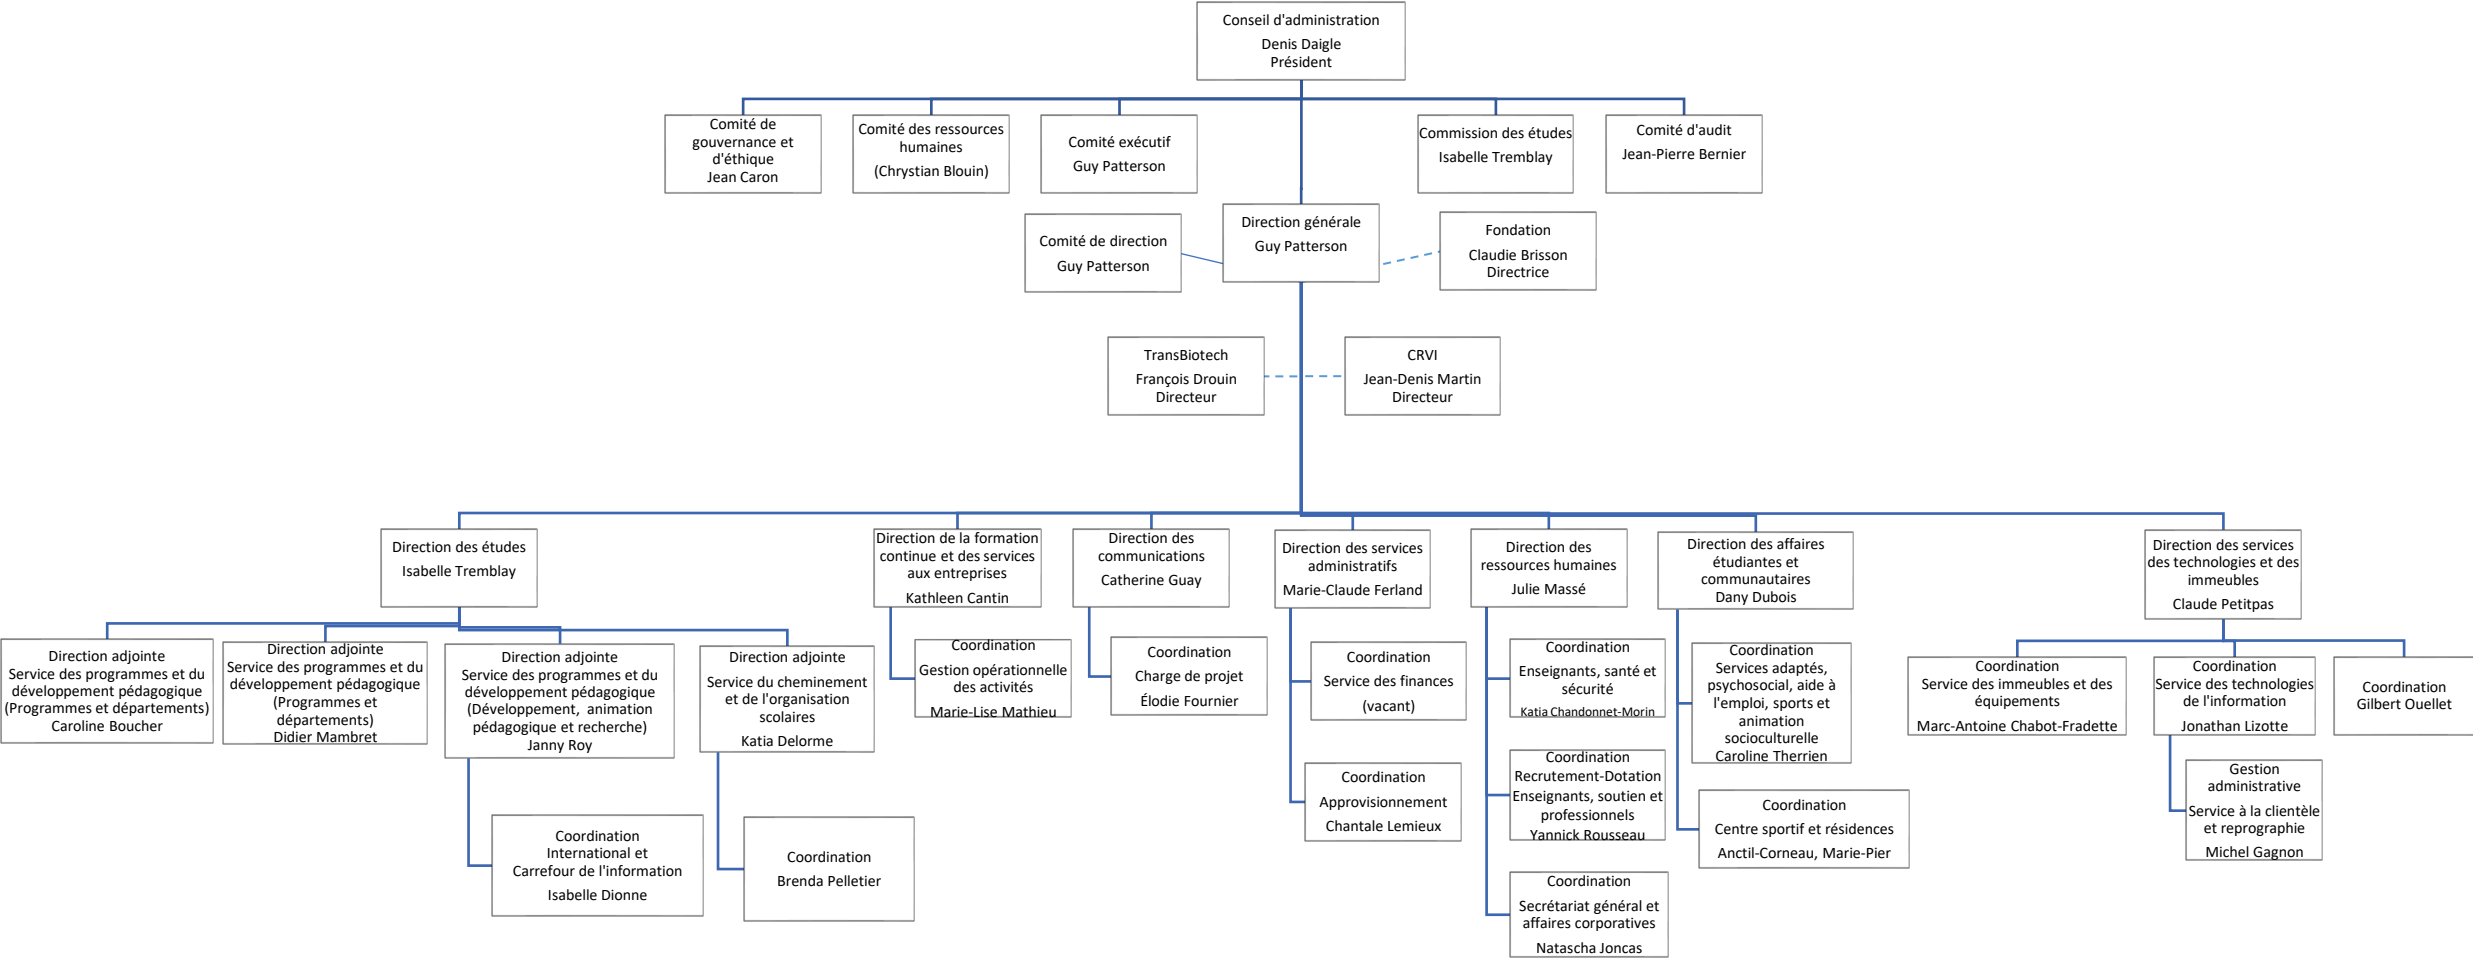 Conseil d'administration
Denis Daigle
Président
Comité de
gouvernance et
d'éthique
Jean Caron
Comité des ressources
humaines
(Chrystian Blouin)
Comité exécutif
Guy Patterson
Commission des études
Isabelle Tremblay
Comité d'audit
Jean-Pierre Bernier
Comité de direction
Guy Patterson
Direction générale
Guy Patterson
Fondation
Claudie Brisson
Directrice
TransBiotech
François Drouin
Directeur
CRVI
Jean-Denis Martin
Directeur
Direction des études
Isabelle Tremblay
Direction de la formation
continue et des services
aux entreprises
Kathleen Cantin
Direction des
communications
Catherine Guay
Direction des services
administratifs
Marie-Claude Ferland
Direction des
ressources humaines
Julie Massé
Direction des affaires
étudiantes et
communautaires
Dany Dubois
Direction des services
des technologies et des
immeubles
Claude Petitpas
Direction adjointe
Service des programmes et du
développement pédagogique
(Programmes et départements)
Caroline Boucher
Direction adjointe
Service des programmes et du
développement pédagogique
(Programmes et
départements)
Didier Mambret
Direction adjointe
Service des programmes et du
développement pédagogique
(Développement, animation
pédagogique et recherche)
Janny Roy
Direction adjointe
Service du cheminement
et de l'organisation
scolaires
Katia Delorme
Coordination
Gestion opérationnelle
des activités
Marie-Lise Mathieu
Coordination
Charge de projet
Élodie Fournier
Coordination
Service des finances
(vacant)
Coordination
Enseignants, santé et
sécurité
Katia Chandonnet-Morin
Coordination
Services adaptés,
psychosocial, aide à
l'emploi, sports et
animation
socioculturelle
Caroline Therrien
Coordination
Service des immeubles et des
équipements
Marc-Antoine Chabot-Fradette
Coordination
Service des technologies
de l'information
Jonathan Lizotte
Coordination
Gilbert Ouellet
Coordination
International et
Carrefour de l'information
Isabelle Dionne
Coordination
Brenda Pelletier
Coordination
Approvisionnement
Chantale Lemieux
Coordination
Recrutement-Dotation
Enseignants, soutien et
professionnels
Yannick Rousseau
Coordination
Centre sportif et résidences
Anctil-Corneau, Marie-Pier
Gestion
administrative
Service à la clientèle
et reprographie
Michel Gagnon
Coordination
Secrétariat général et
affaires corporatives
Natascha Joncas